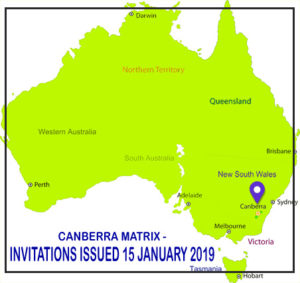 Darwin
Northern Territory
Queensland
Western Australia
Brisbane
South Australia
New South Wales
Perth
Adelaide
Canberra
Sydney
Melbourne
CANBERRA MATRIX -
Victoria
INVITATIONS ISSUED 15 JANUARY 2019
Tasmania
Hobart